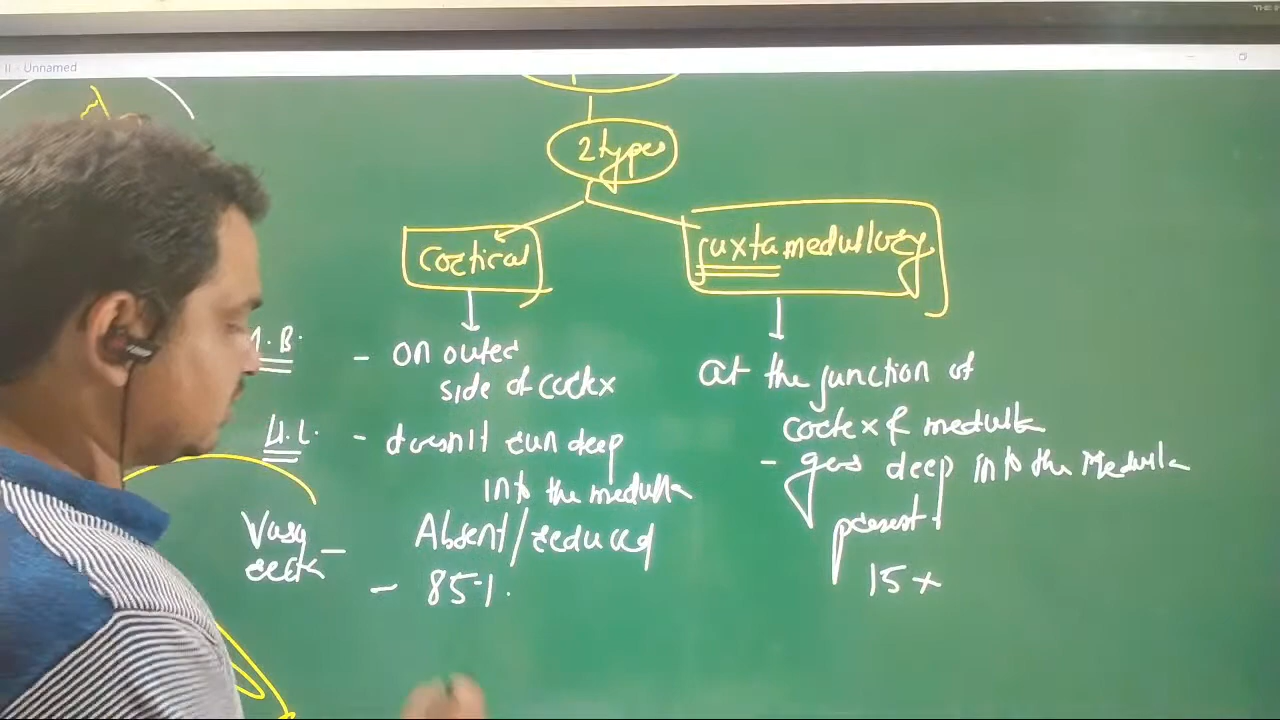 II - Unnamed
2 types
cortical
juxtamedullary
M.B.
- on outer side of cortex
at the junction of cortex & medulla
H.L.
- doesn't run deep into the medulla
- goes deep into the Medulla
Vasa recta
- Absent/reduced
present
- 85%.
15%